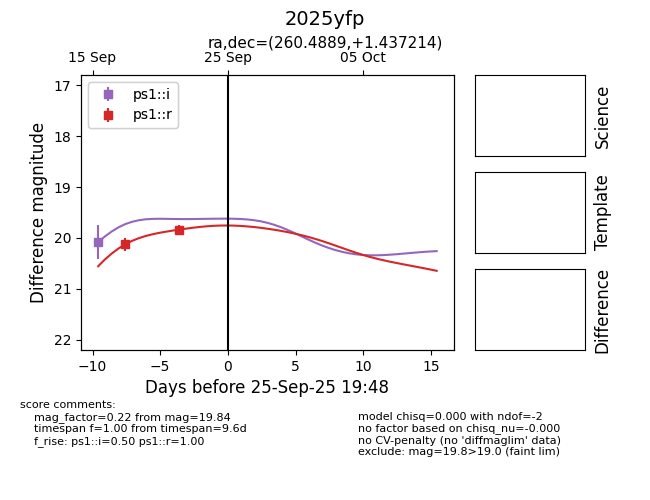 2025yfp
ra,dec=(260.4889,+1.437214)
15 Sep 25 Sep 05 Oct
ps1::i
ps1::r
17
18
19
20
21
22
Difference magnitude
−10 −5 0 5 10 15
Days before 25-Sep-25 19:48
Science
Template
Difference
score comments:
mag_factor=0.22 from mag=19.84
timespan f=1.00 from timespan=9.6d
f_rise: ps1::i=0.50 ps1::r=1.00
model chisq=0.000 with ndof=-2
no factor based on chisq_nu=-0.000
no CV-penalty (no 'diffmaglim' data)
exclude: mag=19.8>19.0 (faint lim)